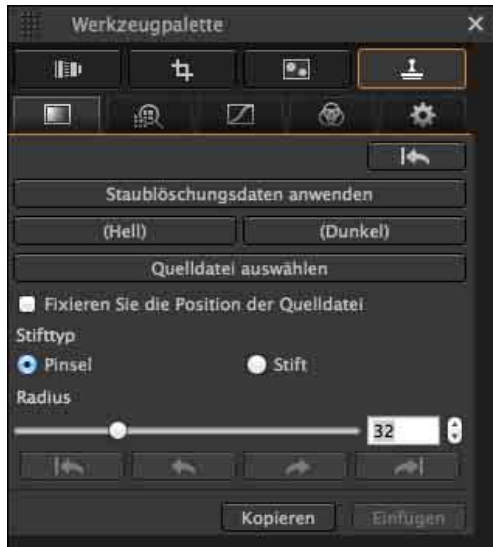 Werkzeugpalette
Staublöschungsdaten anwenden
(Hell) (Dunkel)
Quelldatei auswählen
Fixieren Sie die Position der Quelldatei
Stifttyp
Pinsel Stift
Radius
32
Kopieren Einfügen